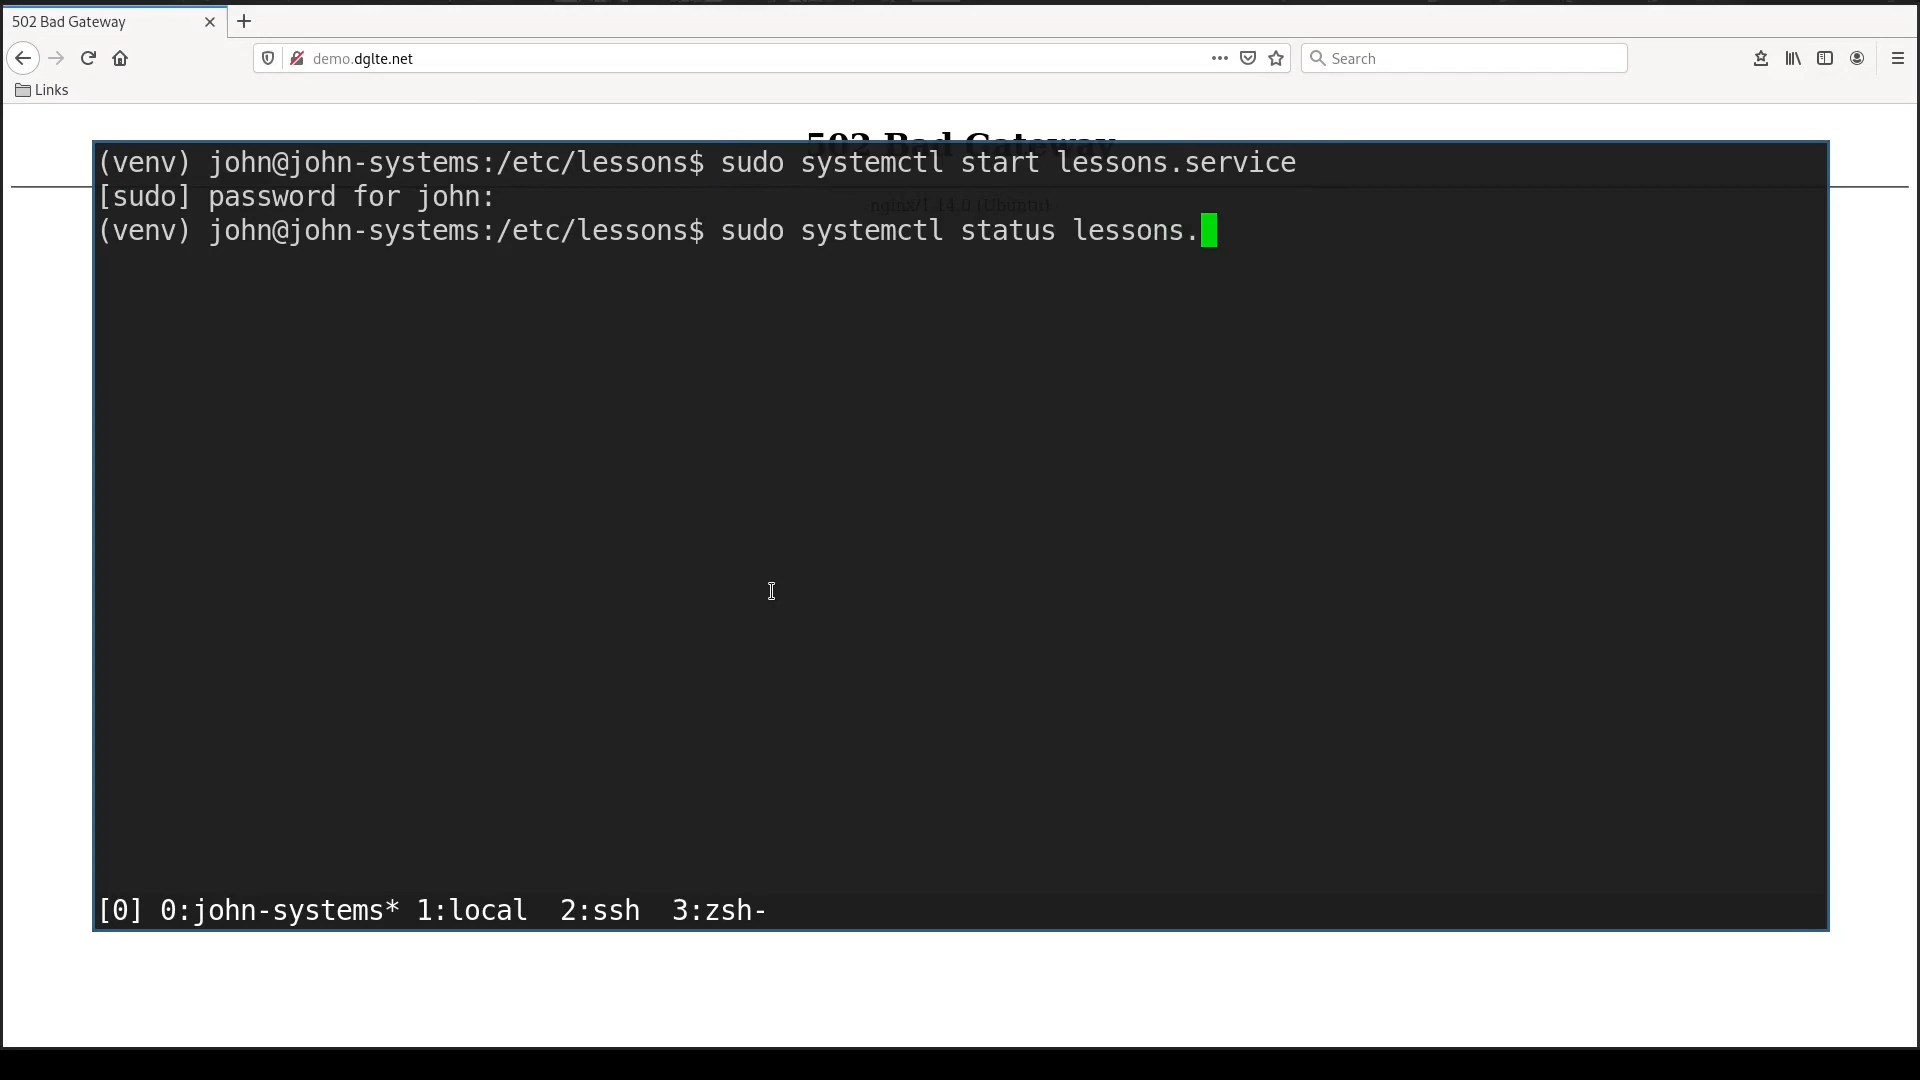 502 Bad Gateway
demo.dglte.net
Search
Links
502 Bad Gateway
(venv) john@john-systems:/etc/lessons$ sudo systemctl start lessons.service
[sudo] password for john:
nginx/1.14.0 (Ubuntu)
(venv) john@john-systems:/etc/lessons$ sudo systemctl status lessons.
[0] 0:john-systems* 1:local  2:ssh  3:zsh-